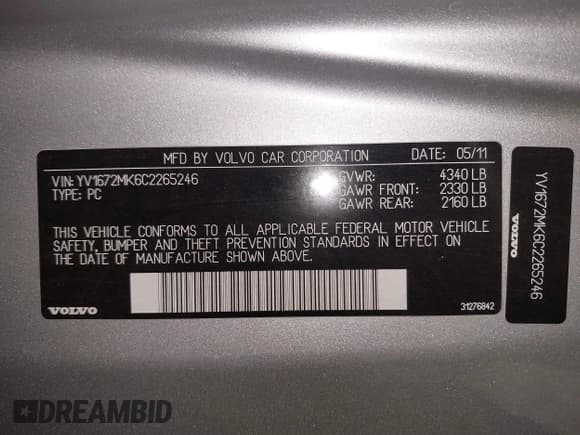 MFD BY VOLVO CAR CORPORATION DATE: 05/11
VIN: YV1672MK6C2265246 GVWR: 4340 LB
TYPE: PC GAWR FRONT: 2330 LB
GAWR REAR: 2160 LB
THIS VEHICLE CONFORMS TO ALL APPLICABLE FEDERAL MOTOR VEHICLE
SAFETY, BUMPER AND THEFT PREVENTION STANDARDS IN EFFECT ON
THE DATE OF MANUFACTURE SHOWN ABOVE.
VOLVO 31276842
YV1672MK6C2265246
VOLVO
DREAMBID